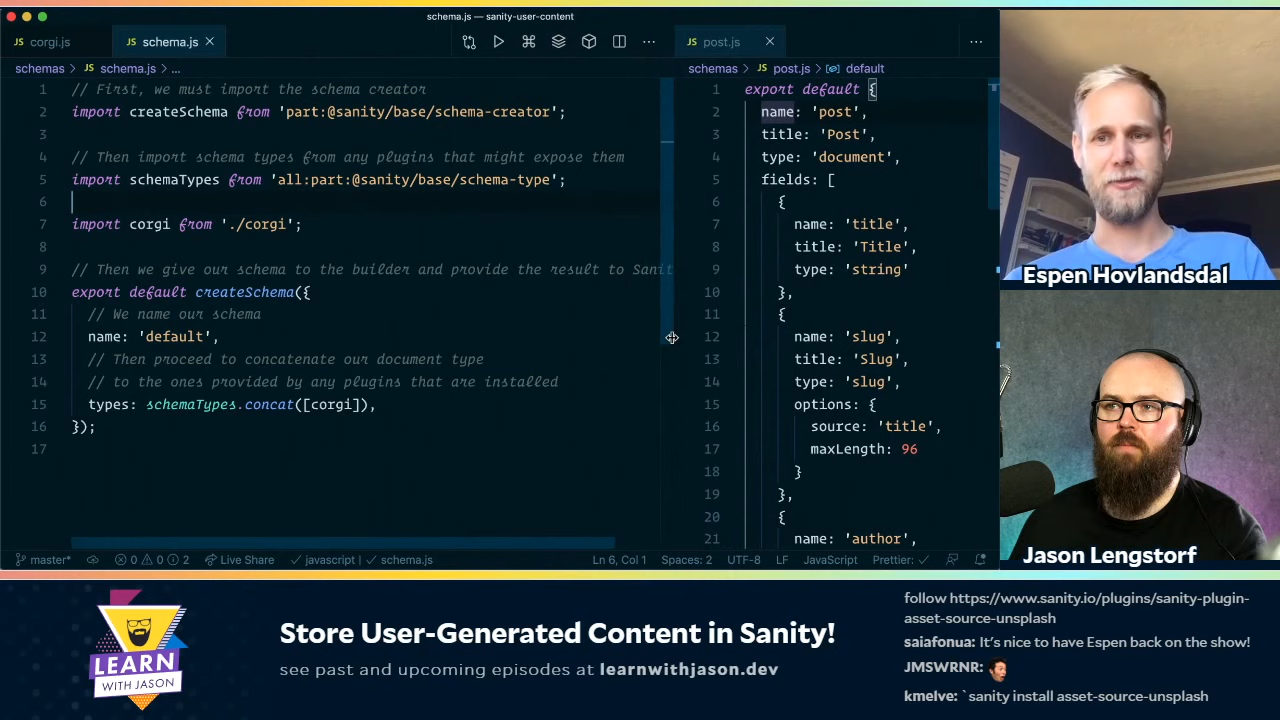 schema.js — sanity-user-content
JS corgi.js
JS schema.js
JS post.js
schemas > JS schema.js > ...
1 // First, we must import the schema creator
2 import createSchema from 'part:@sanity/base/schema-creator';
3
4 // Then import schema types from any plugins that might expose them
5 import schemaTypes from 'all:part:@sanity/base/schema-type';
6
7 import corgi from './corgi';
8
9 // Then we give our schema to the builder and provide the result to Sanit
10 export default createSchema({
11 // We name our schema
12 name: 'default',
13 // Then proceed to concatenate our document type
14 // to the ones provided by any plugins that are installed
15 types: schemaTypes.concat([corgi]),
16 });
17
schemas > JS post.js > default
1 export default {
2 name: 'post',
3 title: 'Post',
4 type: 'document',
5 fields: [
6 {
7 name: 'title',
8 title: 'Title',
9 type: 'string'
10 },
11 {
12 name: 'slug',
13 title: 'Slug',
14 type: 'slug',
15 options: {
16 source: 'title',
17 maxLength: 96
18 }
19 },
20 {
21 name: 'author',
master* 0 0 2 Live Share javascript | schema.js Ln 6, Col 1 Spaces: 2 UTF-8 LF JavaScript Prettier:
Espen Hovlandsdal
Jason Lengstorf
LEARN
WITH JASON
Store User-Generated Content in Sanity!
see past and upcoming episodes at learnwithjason.dev
follow https://www.sanity.io/plugins/sanity-plugin-
asset-source-unsplash
saiafonua: It's nice to have Espen back on the show!
JMSWRNR:
kmelve: `sanity install asset-source-unsplash